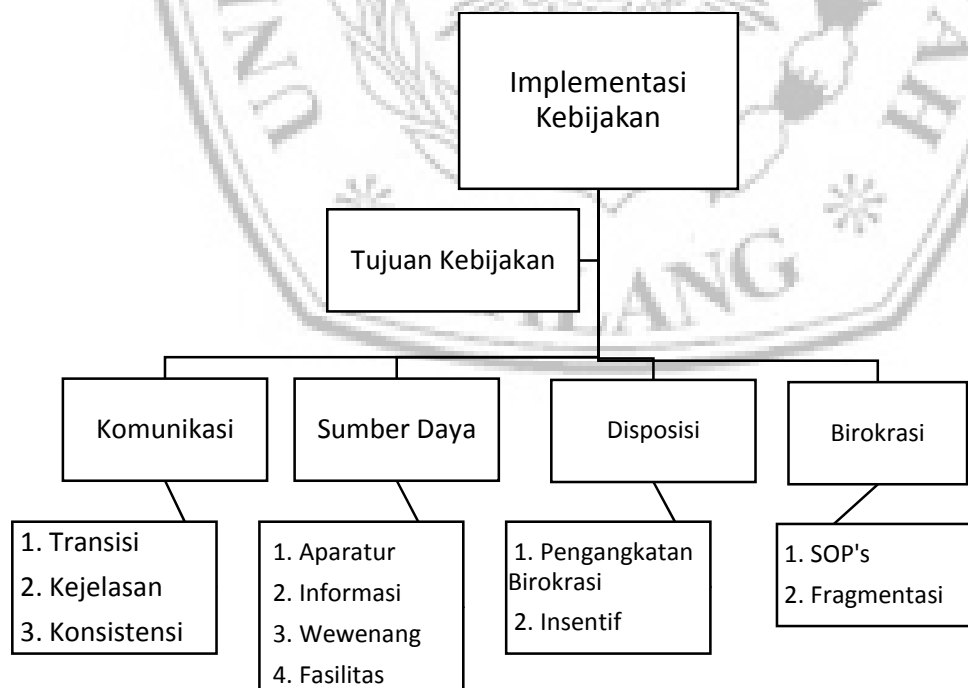 Implementasi
Kebijakan
Tujuan Kebijakan
Komunikasi
Sumber Daya
Disposisi
Birokrasi
1. Transisi
2. Kejelasan
3. Konsistensi
1. Aparatur
2. Informasi
3. Wewenang
4. Fasilitas
1. Pengangkatan
Birokrasi
2. Insentif
1. SOP's
2. Fragmentasi